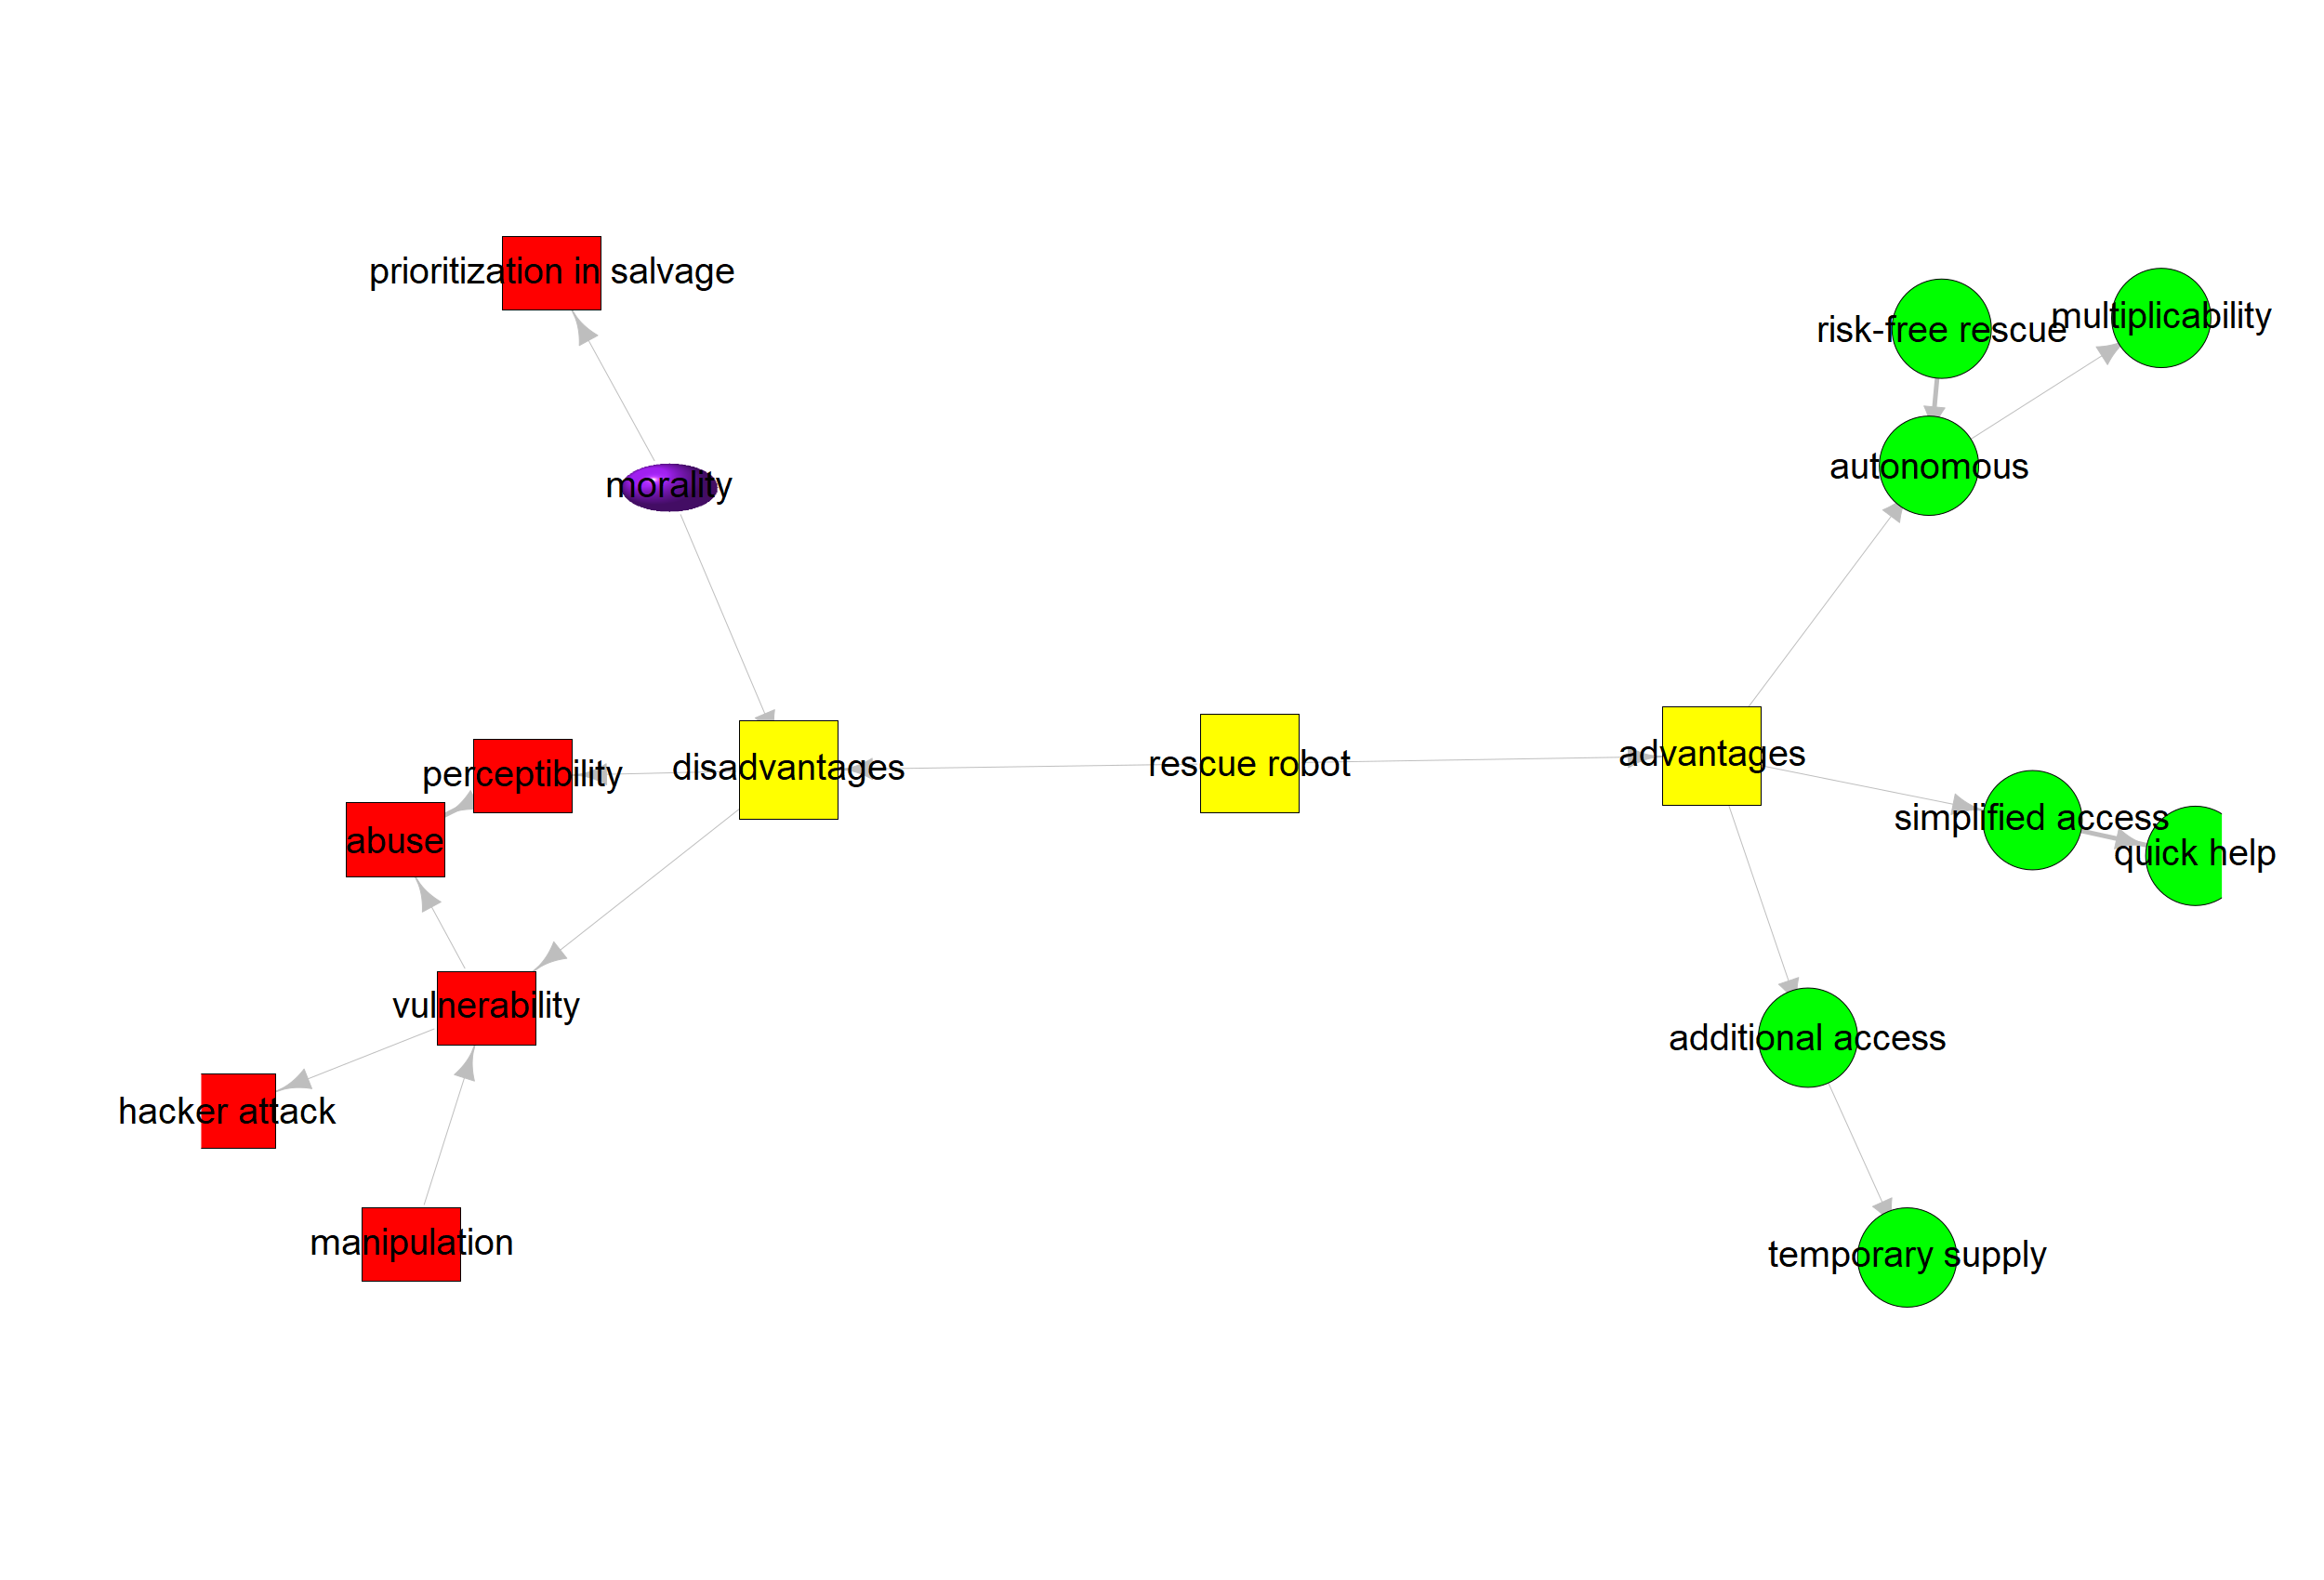 prioritization in salvage
risk-free rescue
multiplicability
autonomous
morality
perceptibility
disadvantages
rescue robot
advantages
abuse
simplified access
quick help
vulnerability
additional access
hacker attack
manipulation
temporary supply